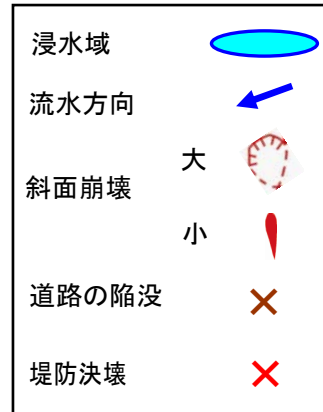 浸水域
流水方向
大
斜面崩壊
小
道路の陥没
堤防決壊